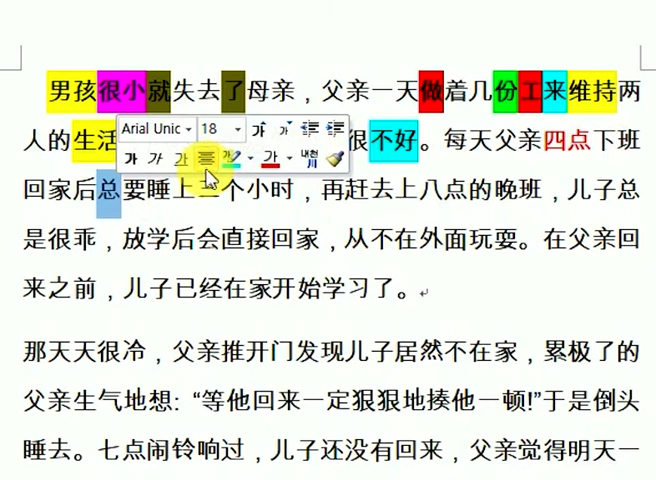 男孩很小就失去了母亲，父亲一天做着几份工来维持两
人的生活
很不好。每天父亲四点下班
Arial Unic 18
回家后总要睡上三个小时，再赶去上八点的晚班，儿子总
是很乖，放学后会直接回家，从不在外面玩耍。在父亲回
来之前，儿子已经在家开始学习了。
那天天很冷，父亲推开门发现儿子居然不在家，累极了的
父亲生气地想: “等他回来一定狠狠地揍他一顿!”于是倒头
睡去。七点闹铃响过，儿子还没有回来，父亲觉得明天一